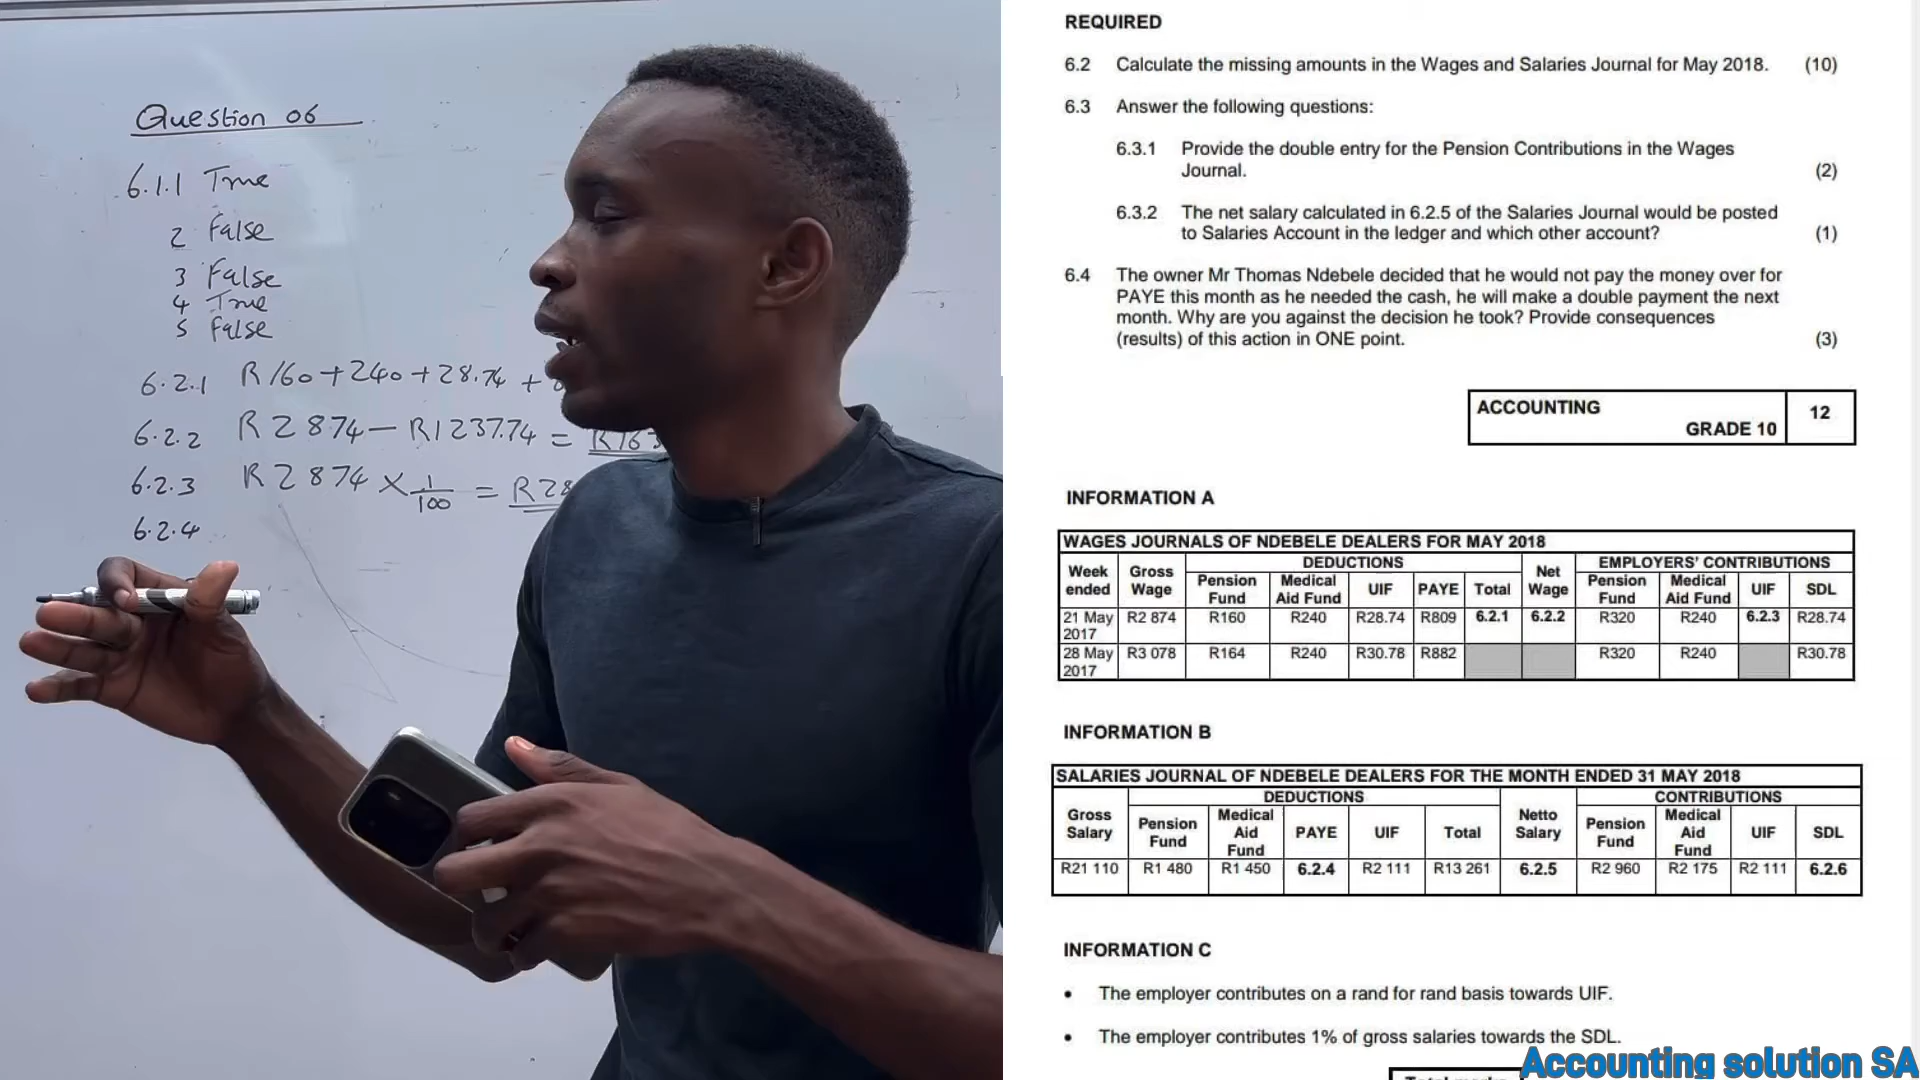 Question 06
6.1.1 True
2 False
3 False
4 True
5 False
6.2.1 R160+240+28.74 +
6.2.2 R2874 – R1237.74 =
6.2.3 R2874 × 1/100 =
6.2.4
REQUIRED
6.2 Calculate the missing amounts in the Wages and Salaries Journal for May 2018. (10)
6.3 Answer the following questions:
6.3.1 Provide the double entry for the Pension Contributions in the Wages
Journal. (2)
6.3.2 The net salary calculated in 6.2.5 of the Salaries Journal would be posted
to Salaries Account in the ledger and which other account? (1)
6.4 The owner Mr Thomas Ndebele decided that he would not pay the money over for
PAYE this month as he needed the cash, he will make a double payment the next
month. Why are you against the decision he took? Provide consequences
(results) of this action in ONE point. (3)
ACCOUNTING
GRADE 10
12
INFORMATION A
WAGES JOURNALS OF NDEBELE DEALERS FOR MAY 2018
Week ended Gross Wage DEDUCTIONS Net Wage EMPLOYERS' CONTRIBUTIONS
Pension Fund Medical Aid Fund UIF PAYE Total Pension Fund Medical Aid Fund UIF SDL
21 May 2017 R2 874 R160 R240 R28.74 R809 6.2.1 6.2.2 R320 R240 6.2.3 R28.74
28 May 2017 R3 078 R164 R240 R30.78 R882 R320 R240 R30.78
INFORMATION B
SALARIES JOURNAL OF NDEBELE DEALERS FOR THE MONTH ENDED 31 MAY 2018
Gross Salary DEDUCTIONS Netto Salary CONTRIBUTIONS
Pension Fund Medical Aid Fund PAYE UIF Total Pension Fund Medical Aid Fund UIF SDL
R21 110 R1 480 R1 450 6.2.4 R2 111 R13 261 6.2.5 R2 960 R2 175 R2 111 6.2.6
INFORMATION C
• The employer contributes on a rand for rand basis towards UIF.
• The employer contributes 1% of gross salaries towards the SDL.
Accounting solution SA